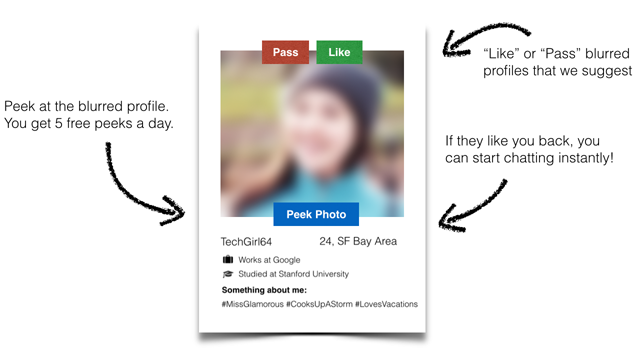 Pass
Like
“Like” or “Pass” blurred
profiles that we suggest
Peek at the blurred profile.
You get 5 free peeks a day.
If they like you back, you
can start chatting instantly!
Peek Photo
TechGirl64
24, SF Bay Area
Works at Google
Studied at Stanford University
Something about me:
#MissGlamorous #CooksUpAStorm #LovesVacations